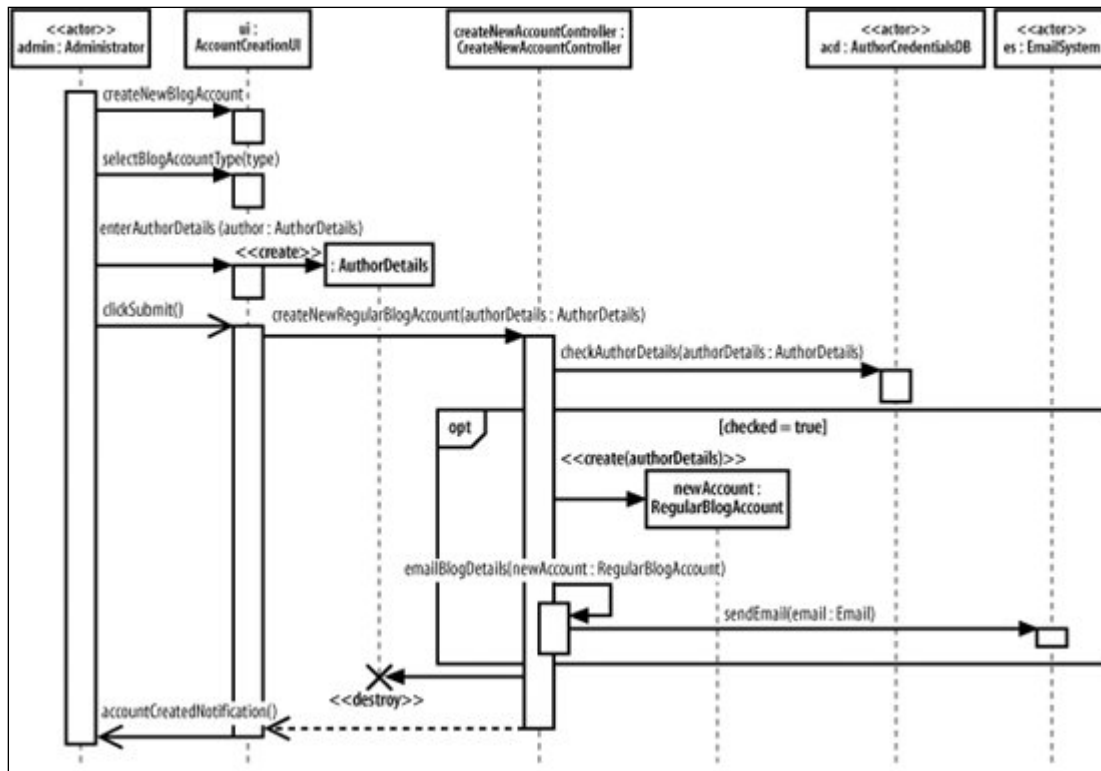 <<actor>>
admin : Administrator
ui :
AccountCreationUI
createNewAccountController :
CreateNewAccountController
<<actor>>
acd : AuthorCredentialsDB
<<actor>>
es : EmailSystem
createNewBlogAccount
selectBlogAccountType(type)
enterAuthorDetails (author : AuthorDetails)
<<create>>
: AuthorDetails
clickSubmit()
createNewRegularBlogAccount(authorDetails : AuthorDetails)
checkAuthorDetails(authorDetails : AuthorDetails)
opt
[checked = true]
<<create(authorDetails)>>
newAccount :
RegularBlogAccount
emailBlogDetails(newAccount : RegularBlogAccount)
sendEmail(email : Email)
<<destroy>>
accountCreatedNotification()